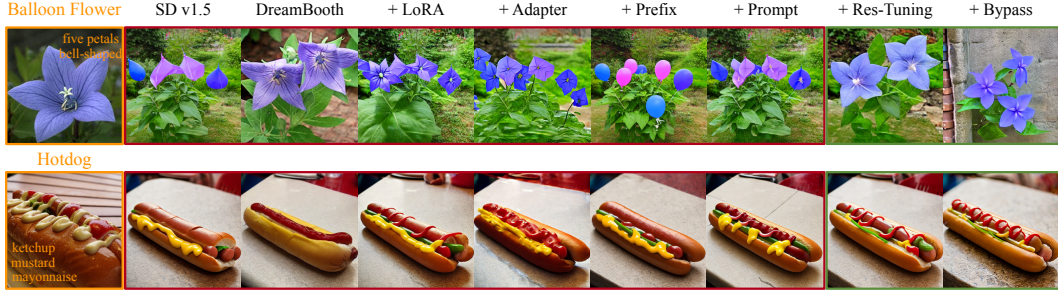 Balloon Flower SD v1.5 DreamBooth + LoRA + Adapter + Prefix + Prompt + Res-Tuning + Bypass
five petals
bell-shaped
Hotdog
ketchup
mustard
mayonnaise